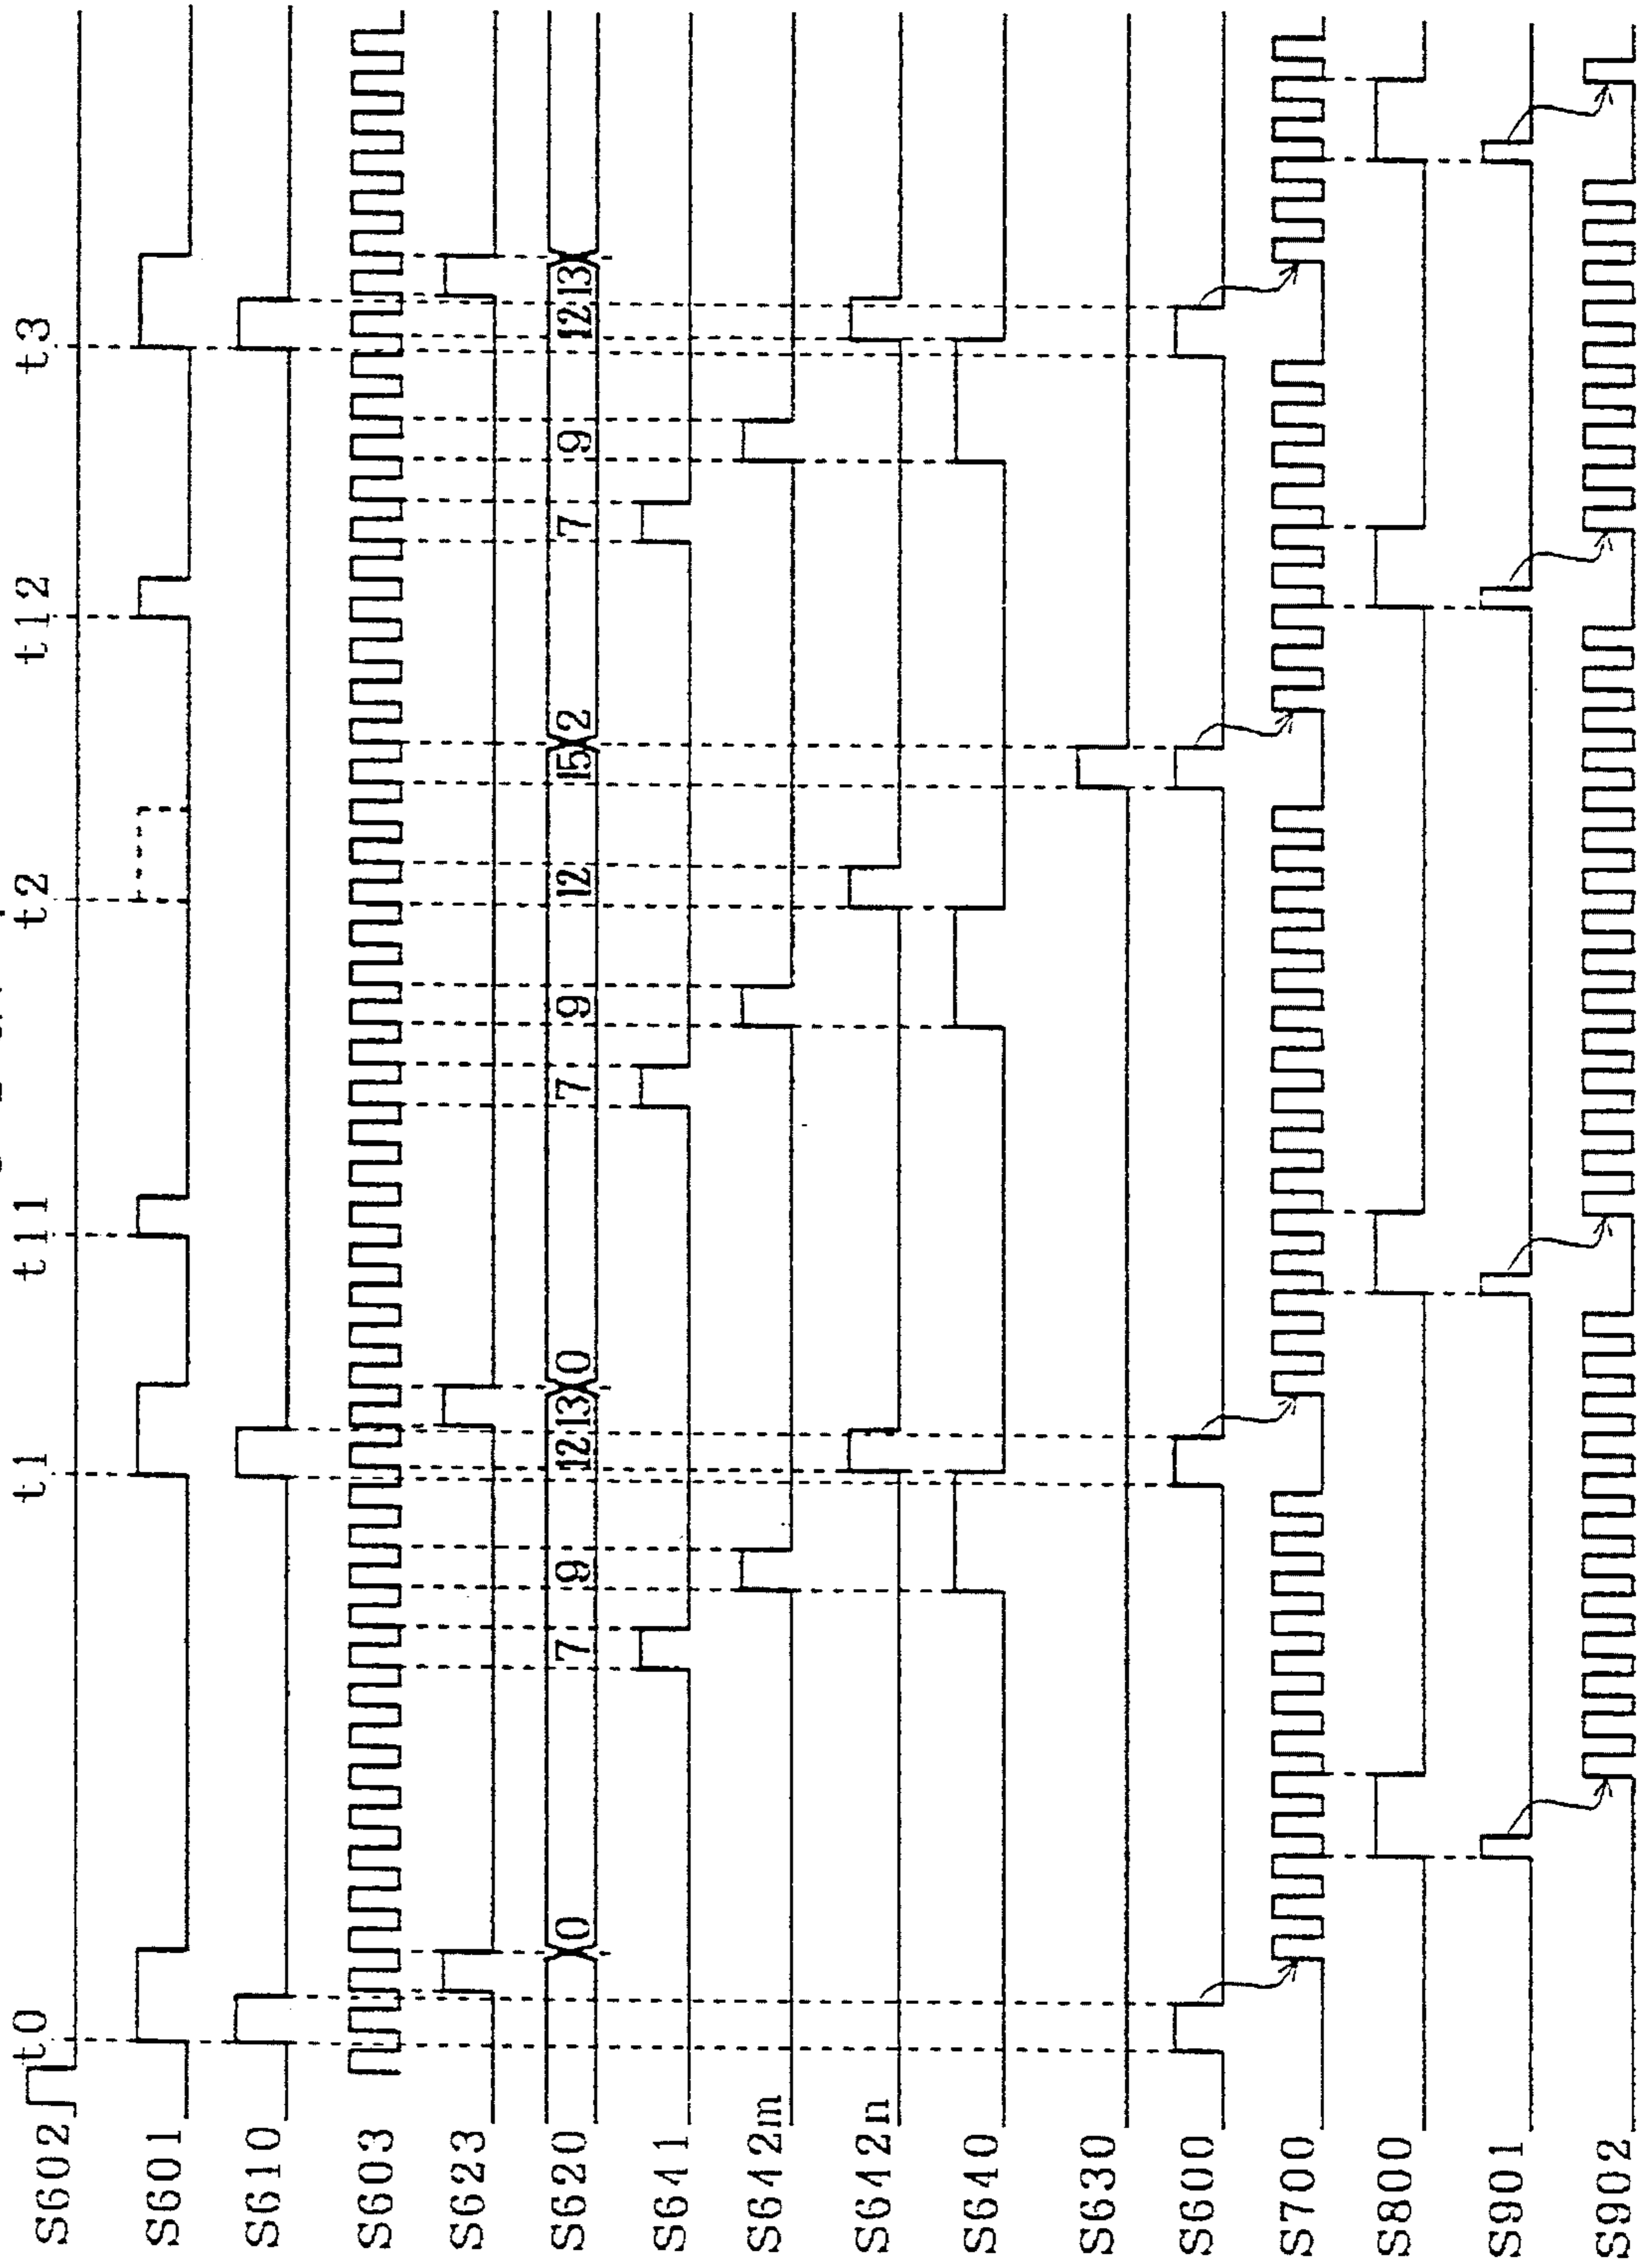 t0 t1 t11 t2 t12 t3
S602
S601
S610
S603
S623
S620 0 7 9 12 13 0 7 9 12 15 2 7 9 12 13
S641
S642m
S642n
S640
S630
S600
S700
S800
S901
S902